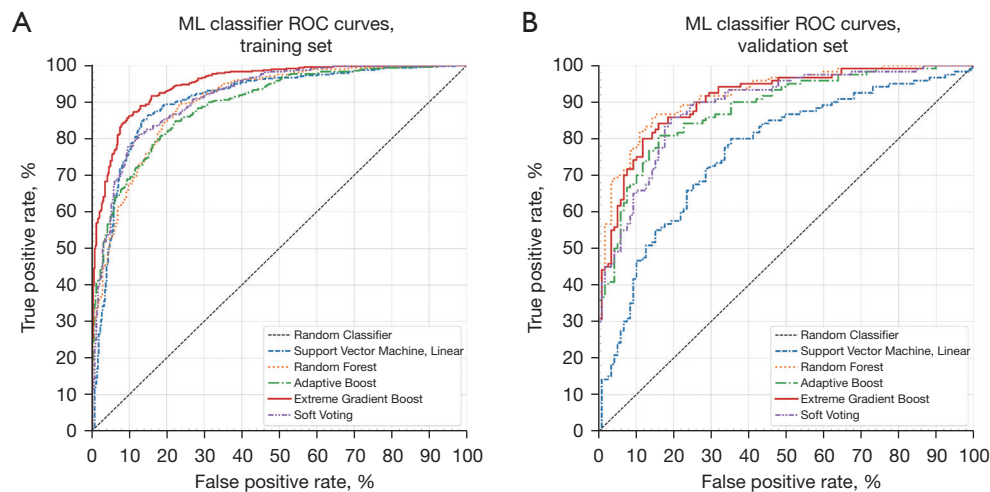 A
ML classifier ROC curves,
training set
True positive rate, %
100
90
80
70
60
50
40
30
20
10
0
0 10 20 30 40 50 60 70 80 90 100
False positive rate, %
Random Classifier
Support Vector Machine, Linear
Random Forest
Adaptive Boost
Extreme Gradient Boost
Soft Voting
B
ML classifier ROC curves,
validation set
True positive rate, %
100
90
80
70
60
50
40
30
20
10
0
0 10 20 30 40 50 60 70 80 90 100
False positive rate, %
Random Classifier
Support Vector Machine, Linear
Random Forest
Adaptive Boost
Extreme Gradient Boost
Soft Voting